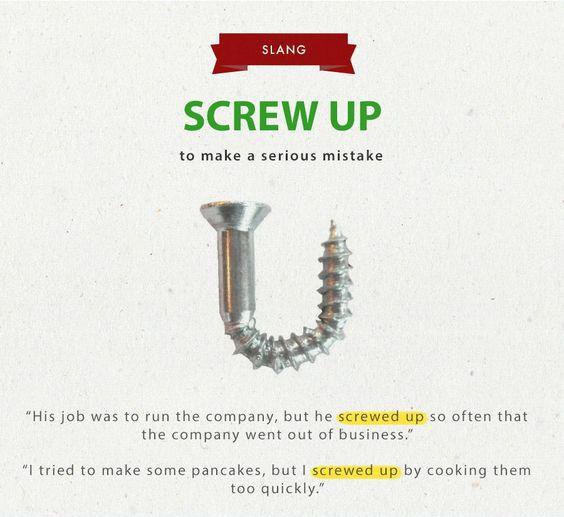 SLANG
SCREW UP
to make a serious mistake
“His job was to run the company, but he screwed up so often that
the company went out of business.”
“I tried to make some pancakes, but I screwed up by cooking them
too quickly.”